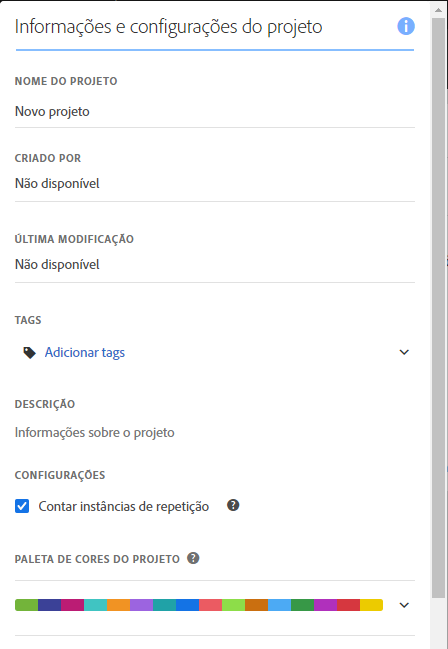 Informações e configurações do projeto
NOME DO PROJETO
Novo projeto
CRIADO POR
Não disponível
ÚLTIMA MODIFICAÇÃO
Não disponível
TAGS
Adicionar tags
DESCRIÇÃO
Informações sobre o projeto
CONFIGURAÇÕES
Contar instâncias de repetição
PALETA DE CORES DO PROJETO